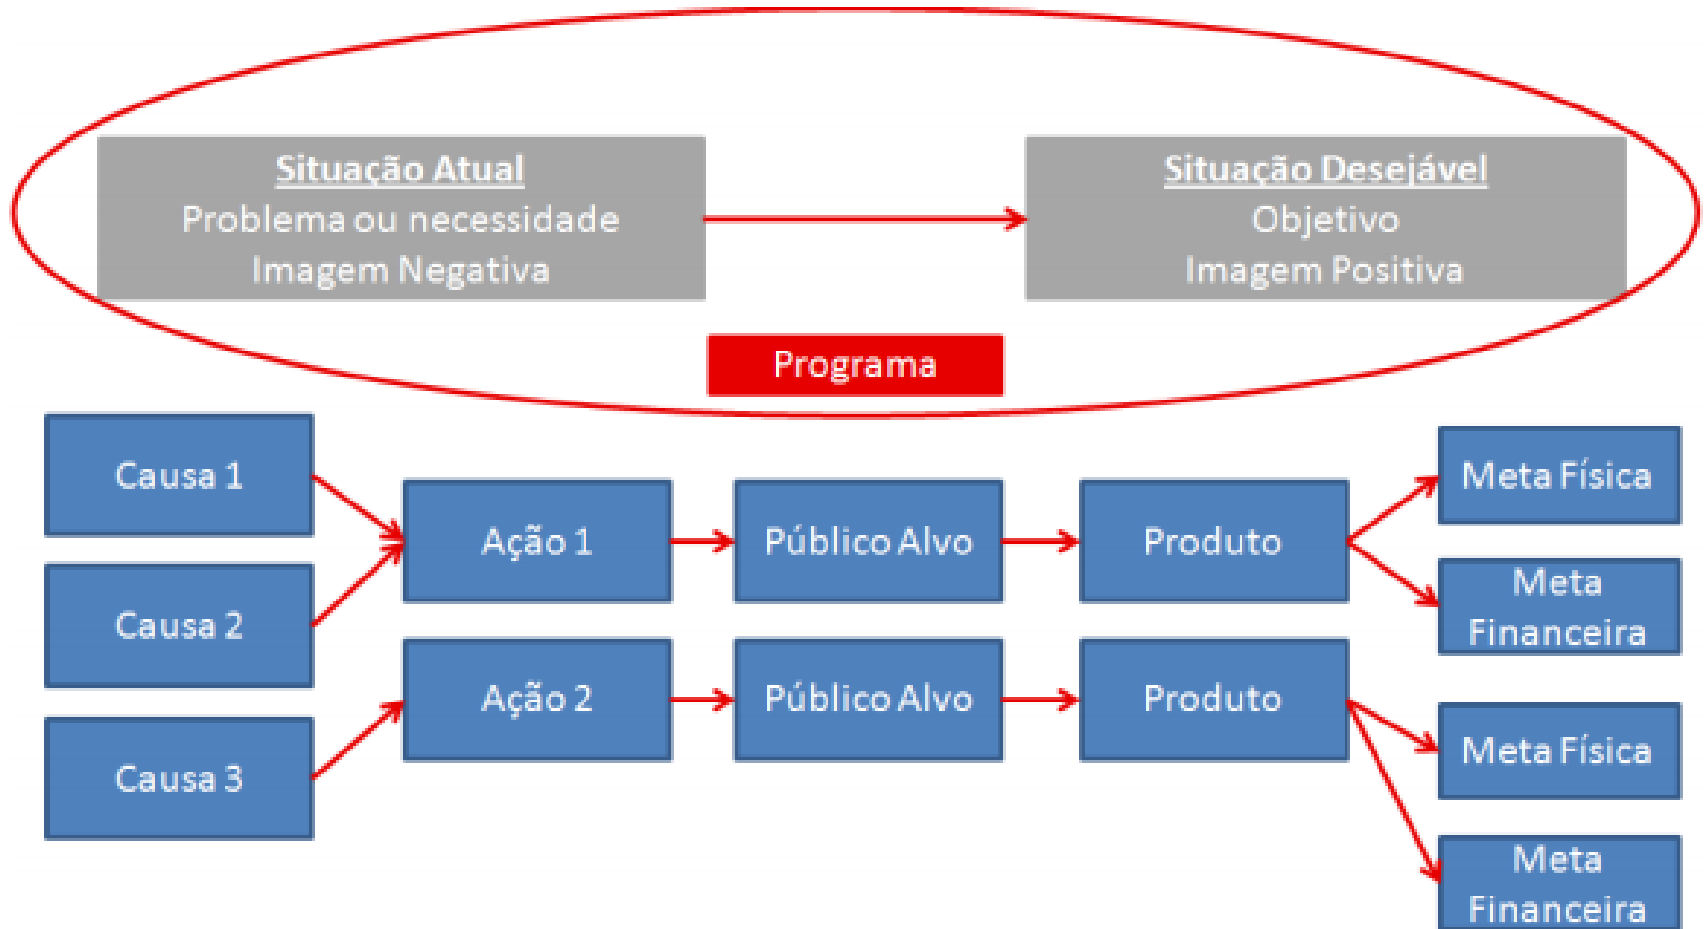 Situação Atual
Problema ou necessidade
Imagem Negativa
Situação Desejável
Objetivo
Imagem Positiva
Programa
Causa 1
Causa 2
Causa 3
Ação 1
Público Alvo
Produto
Meta Física
Meta
Financeira
Ação 2
Público Alvo
Produto
Meta Física
Meta
Financeira